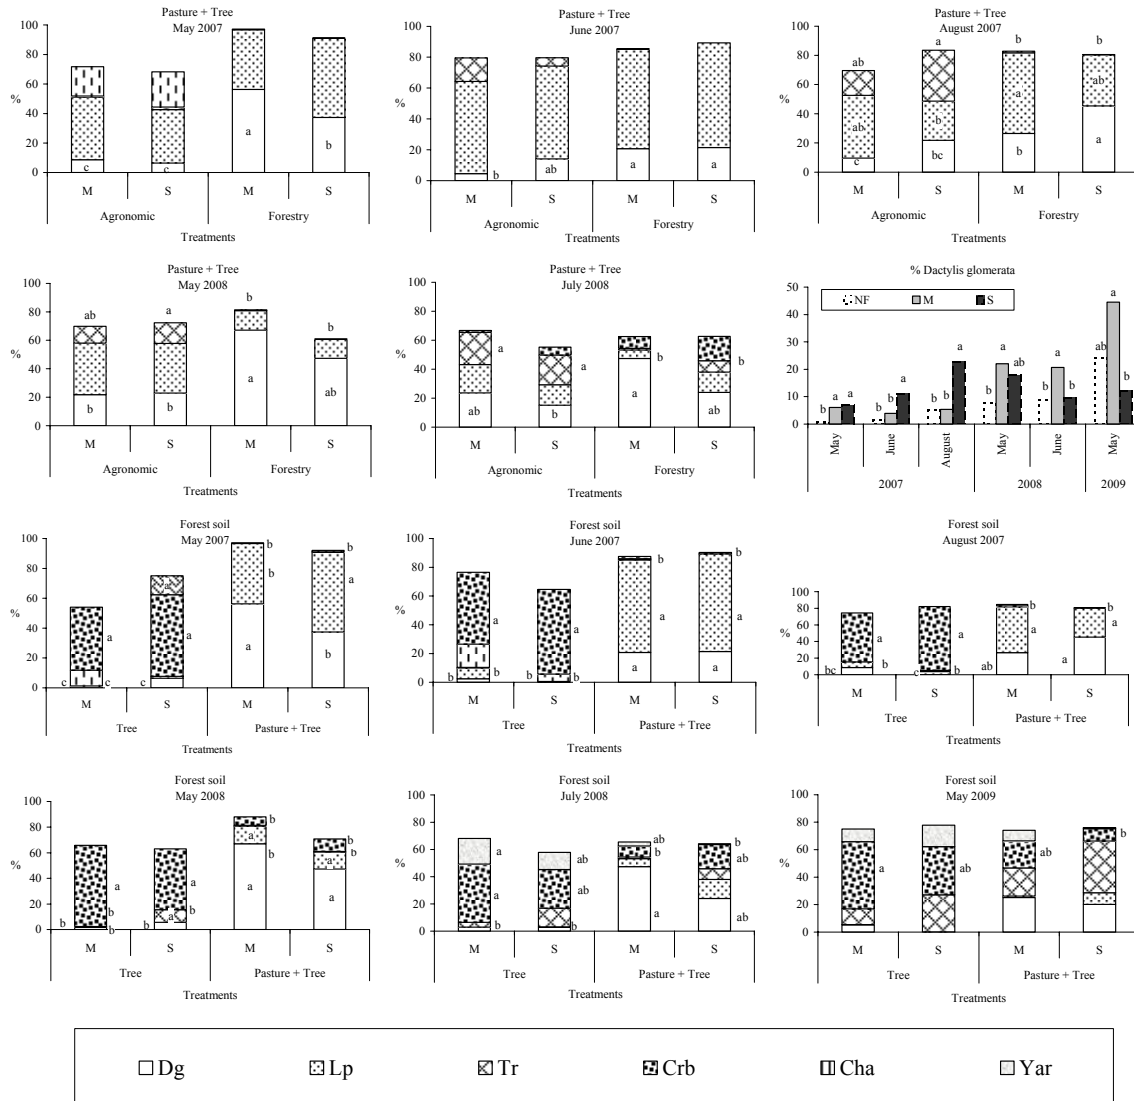 Pasture + Tree
May 2007
100
80
60
%
40
20
0
c
c
a
b
M
S
M
S
Agronomic
Forestry
Treatments
Pasture + Tree
June 2007
100
80
60
%
40
20
0
b
ab
a
a
M
S
M
S
Agronomic
Forestry
Treatments
Pasture + Tree
August 2007
100
80
60
%
40
20
0
ab
a
b
b
ab
b
a
ab
c
bc
b
a
M
S
M
S
Agronomic
Forestry
Treatments
Pasture + Tree
May 2008
100
80
60
%
40
20
0
ab
a
b
b
b
b
a
ab
M
S
M
S
Agronomic
Forestry
Treatments
Pasture + Tree
July 2008
100
80
60
%
40
20
0
a
a
b
b
ab
b
a
ab
M
S
M
S
Agronomic
Forestry
Treatments
% Dactylis glomerata
NF
M
S
50
40
30
20
10
0
b
a
a
b
b
a
b
b
a
b
a
ab
b
a
b
ab
a
b
May
June
August
May
June
May
2007
2008
2009
Forest soil
May 2007
100
80
60
%
40
20
0
c
c
a
c
a
a
a
b
b
b
a
b
M
S
M
S
Tree
Pasture + Tree
Treatments
Forest soil
June 2007
100
80
60
%
40
20
0
b
a
b
b
a
b
a
a
b
a
a
b
M
S
M
S
Tree
Pasture + Tree
Treatments
Forest soil
August 2007
100
80
60
%
40
20
0
bc
a
b
c
a
b
ab
b
a
a
b
a
M
S
M
S
Tree
Pasture + Tree
Treatments
Forest soil
May 2008
100
80
60
%
40
20
0
b
a
b
b
b
a
a
b
a
a
b
b
a
a
b
b
M
S
M
S
Tree
Pasture + Tree
Treatments
Forest soil
July 2008
100
80
60
%
40
20
0
a
a
b
ab
ab
b
ab
b
a
b
ab
ab
M
S
M
S
Tree
Pasture + Tree
Treatments
Forest soil
May 2009
100
80
60
%
40
20
0
a
ab
ab
b
M
S
M
S
Tree
Pasture + Tree
Treatments
Dg
Lp
Tr
Crb
Cha
Yar